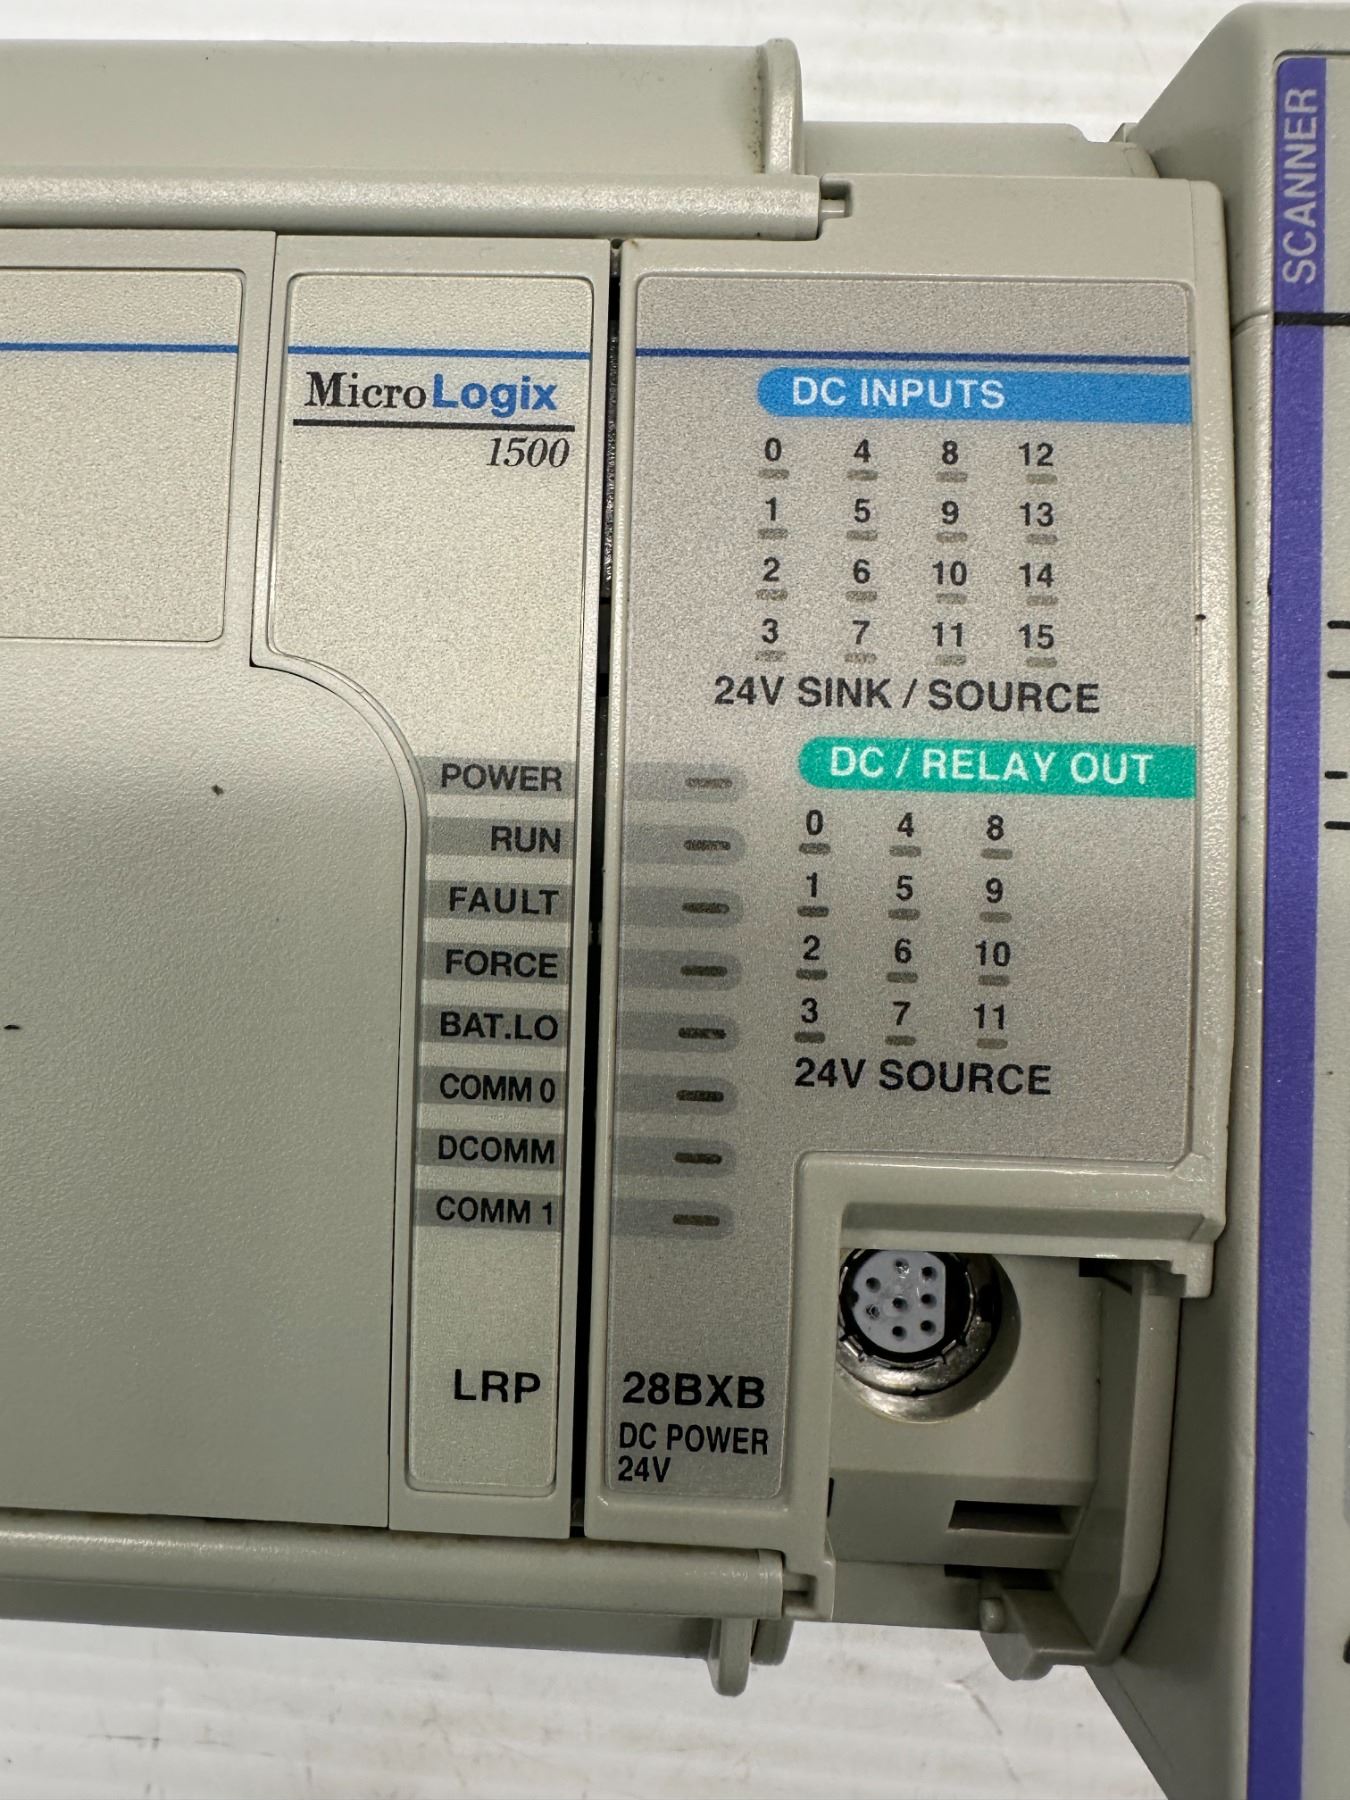 MicroLogix
1500
POWER
RUN
FAULT
FORCE
BAT.LO
COMM 0
DCOMM
COMM 1
LRP
DC INPUTS
0 4 8 12
1 5 9 13
2 6 10 14
3 7 11 15
24V SINK / SOURCE
DC / RELAY OUT
0 4 8
1 5 9
2 6 10
3 7 11
24V SOURCE
28BXB
DC POWER
24V
SCANNER